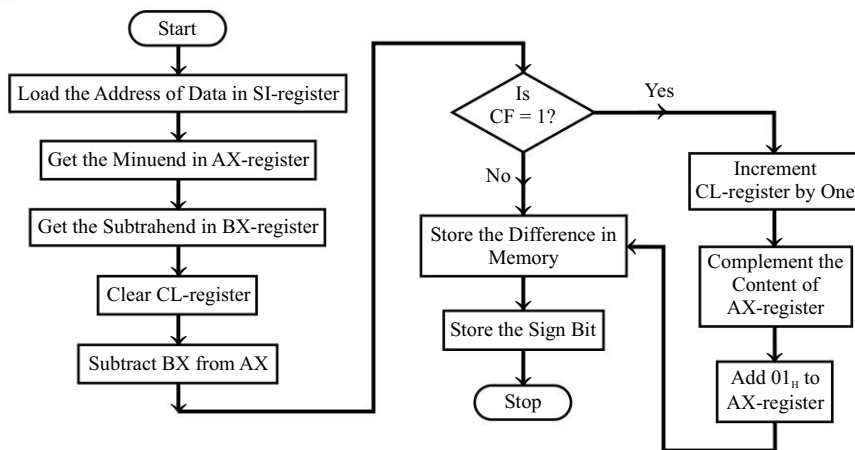 Start
Load the Address of Data in SI-register
Get the Minuend in AX-register
Get the Subtrahend in BX-register
Clear CL-register
Subtract BX from AX
Is
CF = 1?
Yes
No
Increment
CL-register by One
Complement the
Content of
AX-register
Add 01H to
AX-register
Store the Difference in
Memory
Store the Sign Bit
Stop